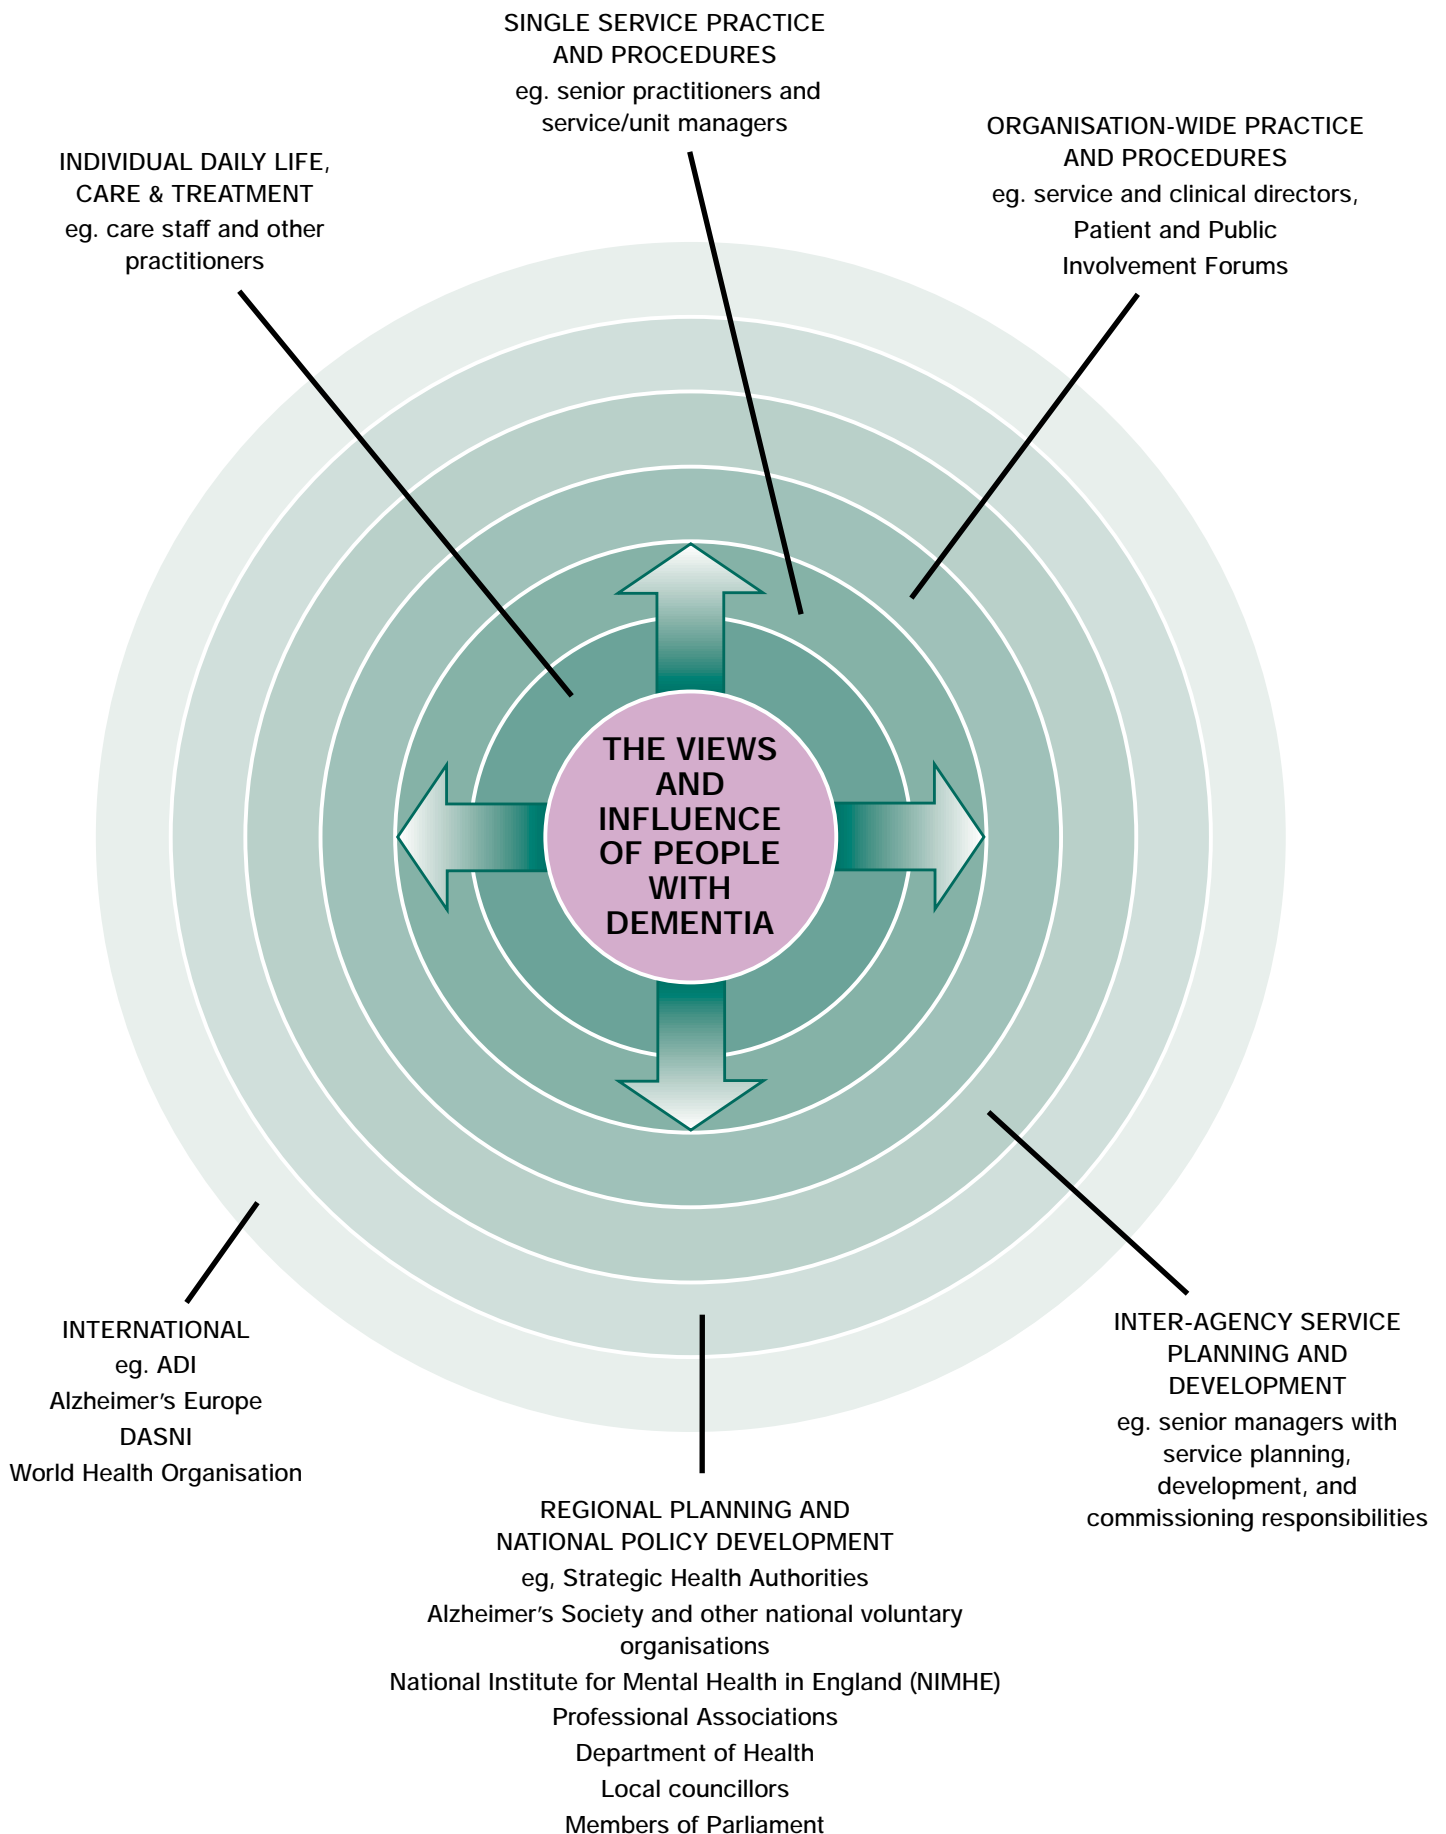 SINGLE SERVICE PRACTICE
AND PROCEDURES
eg. senior practitioners and
service/unit managers
ORGANISATION-WIDE PRACTICE
AND PROCEDURES
eg. service and clinical directors,
Patient and Public
Involvement Forums
INDIVIDUAL DAILY LIFE,
CARE & TREATMENT
eg. care staff and other
practitioners
THE VIEWS
AND
INFLUENCE
OF PEOPLE
WITH
DEMENTIA
INTERNATIONAL
eg. ADI
Alzheimer's Europe
DASNI
World Health Organisation
INTER-AGENCY SERVICE
PLANNING AND
DEVELOPMENT
eg. senior managers with
service planning,
development, and
commissioning responsibilities
REGIONAL PLANNING AND
NATIONAL POLICY DEVELOPMENT
eg, Strategic Health Authorities
Alzheimer's Society and other national voluntary
organisations
National Institute for Mental Health in England (NIMHE)
Professional Associations
Department of Health
Local councillors
Members of Parliament